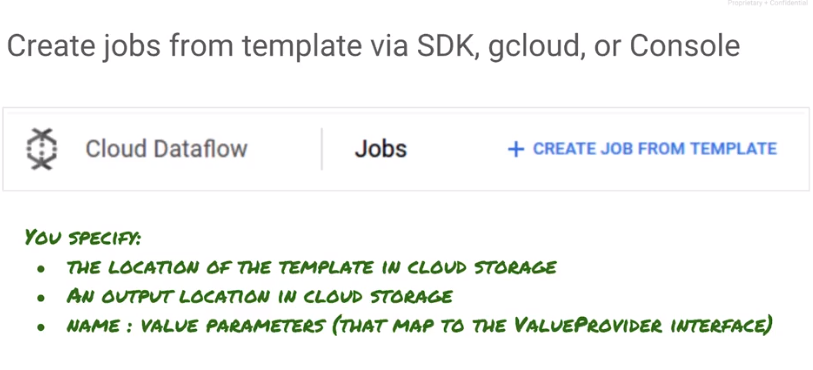 Proprietary + Confidential
Create jobs from template via SDK, gcloud, or Console
Cloud Dataflow | Jobs + CREATE JOB FROM TEMPLATE
You specify:
• the location of the template in cloud storage
• An output location in cloud storage
• name : value parameters (that map to the ValueProvider interface)